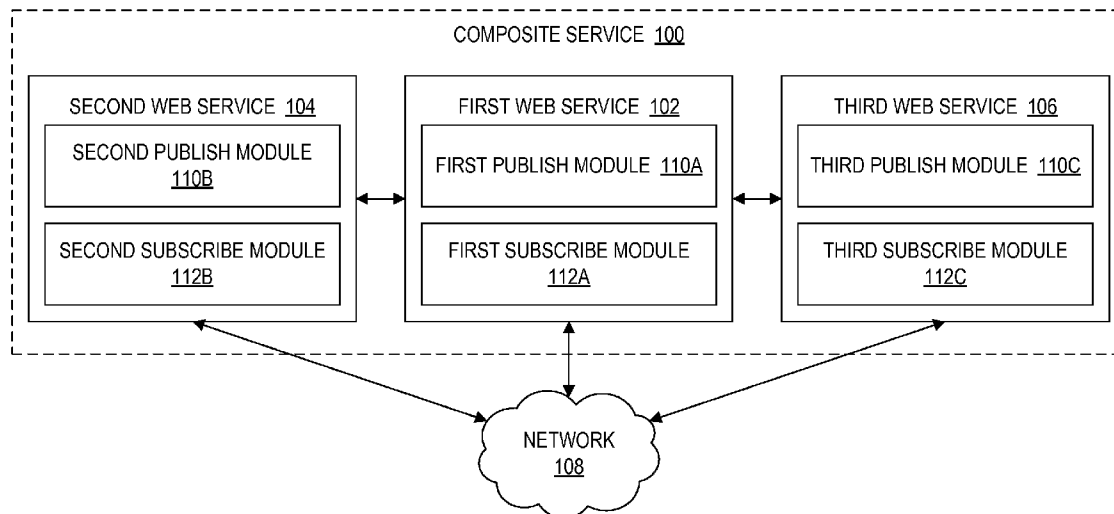 COMPOSITE SERVICE 100
SECOND WEB SERVICE 104
SECOND PUBLISH MODULE
110B
SECOND SUBSCRIBE MODULE
112B
FIRST WEB SERVICE 102
FIRST PUBLISH MODULE 110A
FIRST SUBSCRIBE MODULE
112A
THIRD WEB SERVICE 106
THIRD PUBLISH MODULE 110C
THIRD SUBSCRIBE MODULE
112C
NETWORK
108